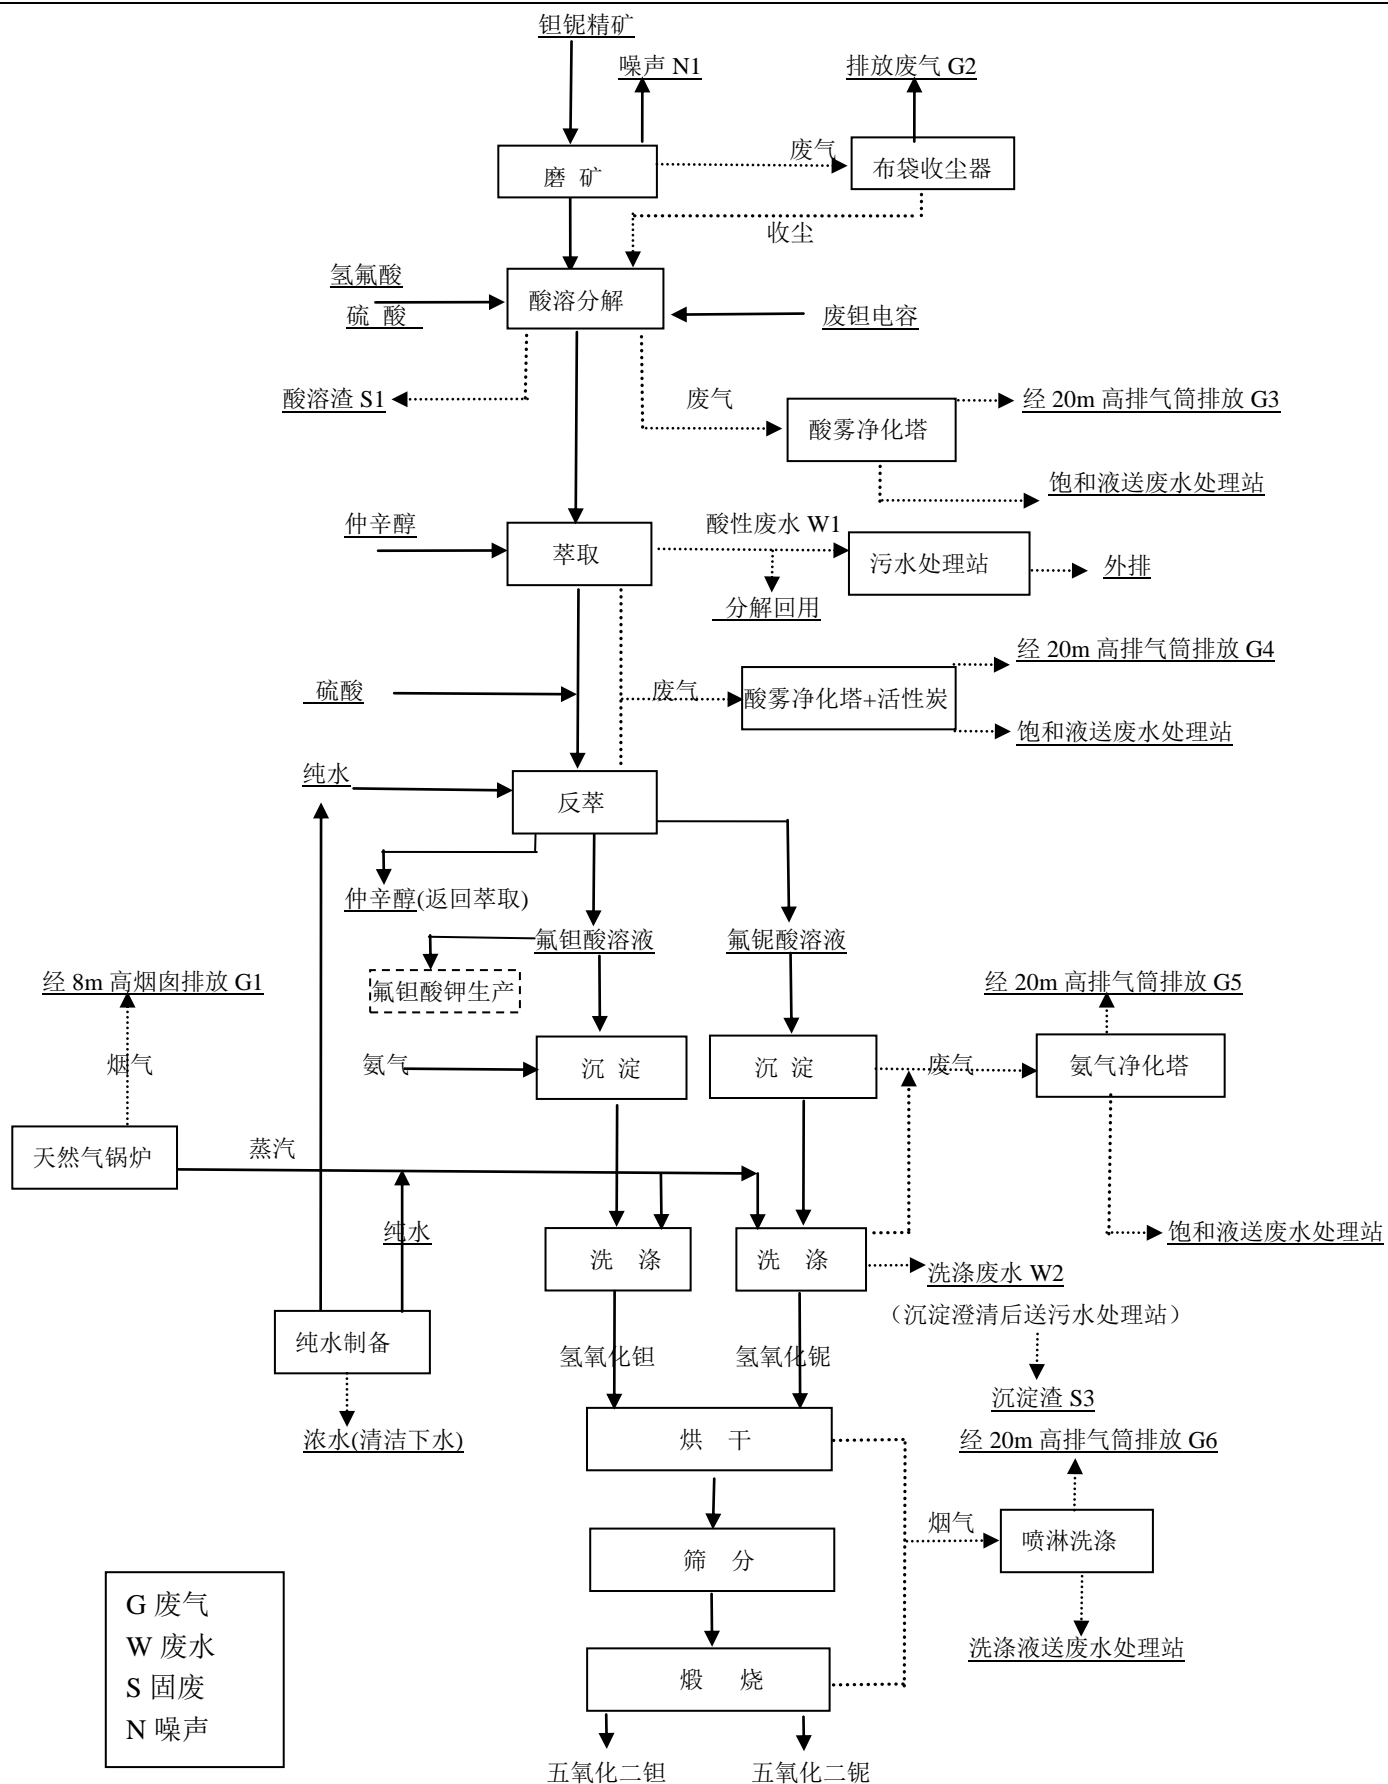 钽铌精矿
噪声 N1
排放废气 G2
废气
布袋收尘器
磨 矿
收尘
氢氟酸
酸溶分解
硫 酸
废钽电容
酸溶渣 S1
废气
经 20m 高排气筒排放 G3
酸雾净化塔
饱和液送废水处理站
仲辛醇
酸性废水 W1
萃取
污水处理站
外排
分解回用
经 20m 高排气筒排放 G4
硫酸
废气
酸雾净化塔+活性炭
饱和液送废水处理站
纯水
反萃
仲辛醇(返回萃取)
氟钽酸溶液
氟铌酸溶液
经 8m 高烟囱排放 G1
氟钽酸钾生产
经 20m 高排气筒排放 G5
烟气
氨气
沉 淀
沉 淀
废气
氨气净化塔
天然气锅炉
蒸汽
纯水
洗 涤
洗 涤
饱和液送废水处理站
洗涤废水 W2
（沉淀澄清后送污水处理站）
纯水制备
氢氧化钽
氢氧化铌
沉淀渣 S3
浓水(清洁下水)
烘 干
经 20m 高排气筒排放 G6
烟气
喷淋洗涤
筛 分
G 废气
W 废水
S 固废
N 噪声
洗涤液送废水处理站
煅 烧
五氧化二钽
五氧化二铌